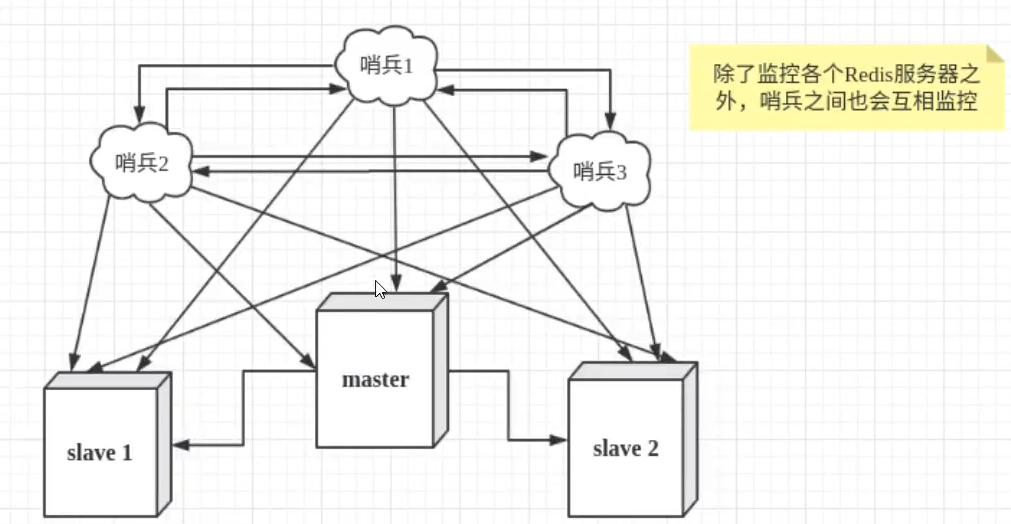 哨兵1
除了监控各个Redis服务器之
外，哨兵之间也会互相监控
哨兵2
哨兵3
master
slave 1
slave 2